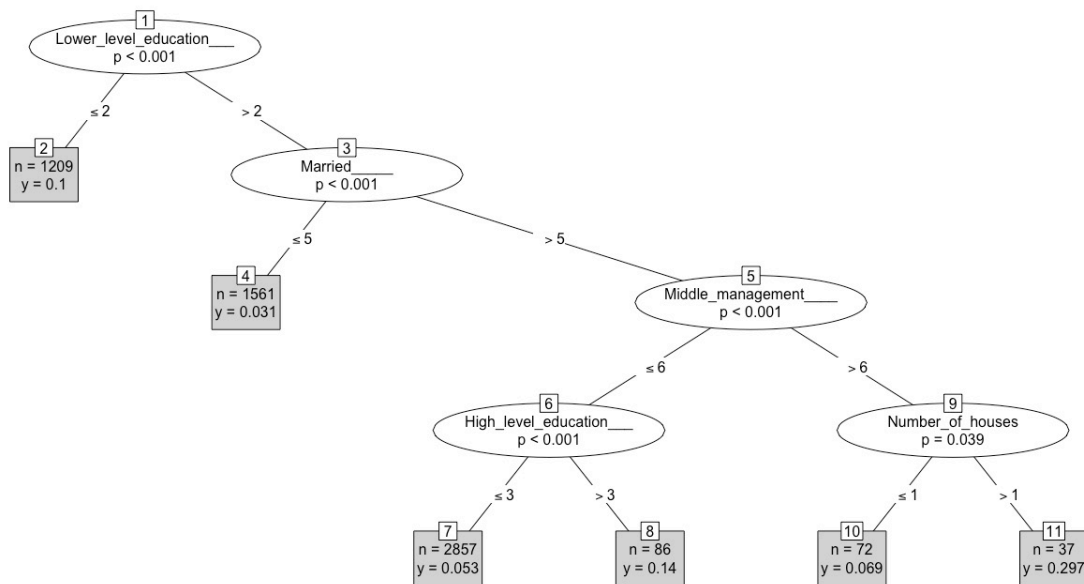 1
Lower_level_education___
p < 0.001
≤ 2
> 2
2
n = 1209
y = 0.1
3
Married_____
p < 0.001
≤ 5
> 5
4
n = 1561
y = 0.031
5
Middle_management____
p < 0.001
≤ 6
> 6
6
High_level_education___
p < 0.001
9
Number_of_houses
p = 0.039
≤ 3
> 3
≤ 1
> 1
7
n = 2857
y = 0.053
8
n = 86
y = 0.14
10
n = 72
y = 0.069
11
n = 37
y = 0.297